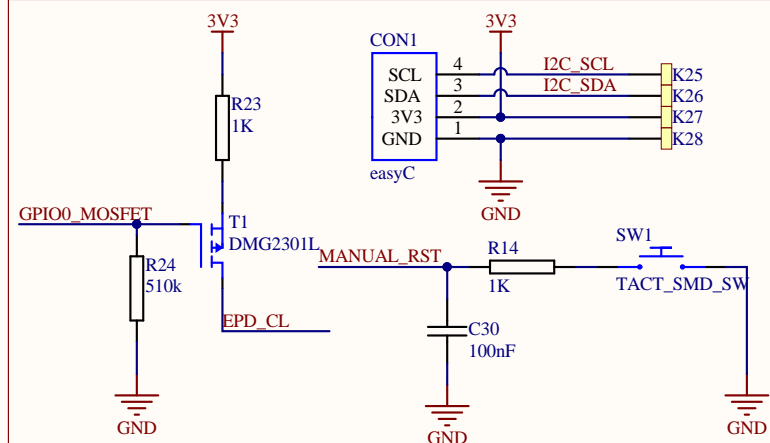 3V3
3V3
CON1
SCL 4 I2C_SCL K25
SDA 3 I2C_SDA K26
3V3 2 K27
GND 1 K28
easyC
GND
R23
1K
GPIO0_MOSFET
T1
DMG2301L
R24
510k
EPD_CL
GND
MANUAL_RST
R14
1K
SW1
TACT_SMD_SW
C30
100nF
GND
GND